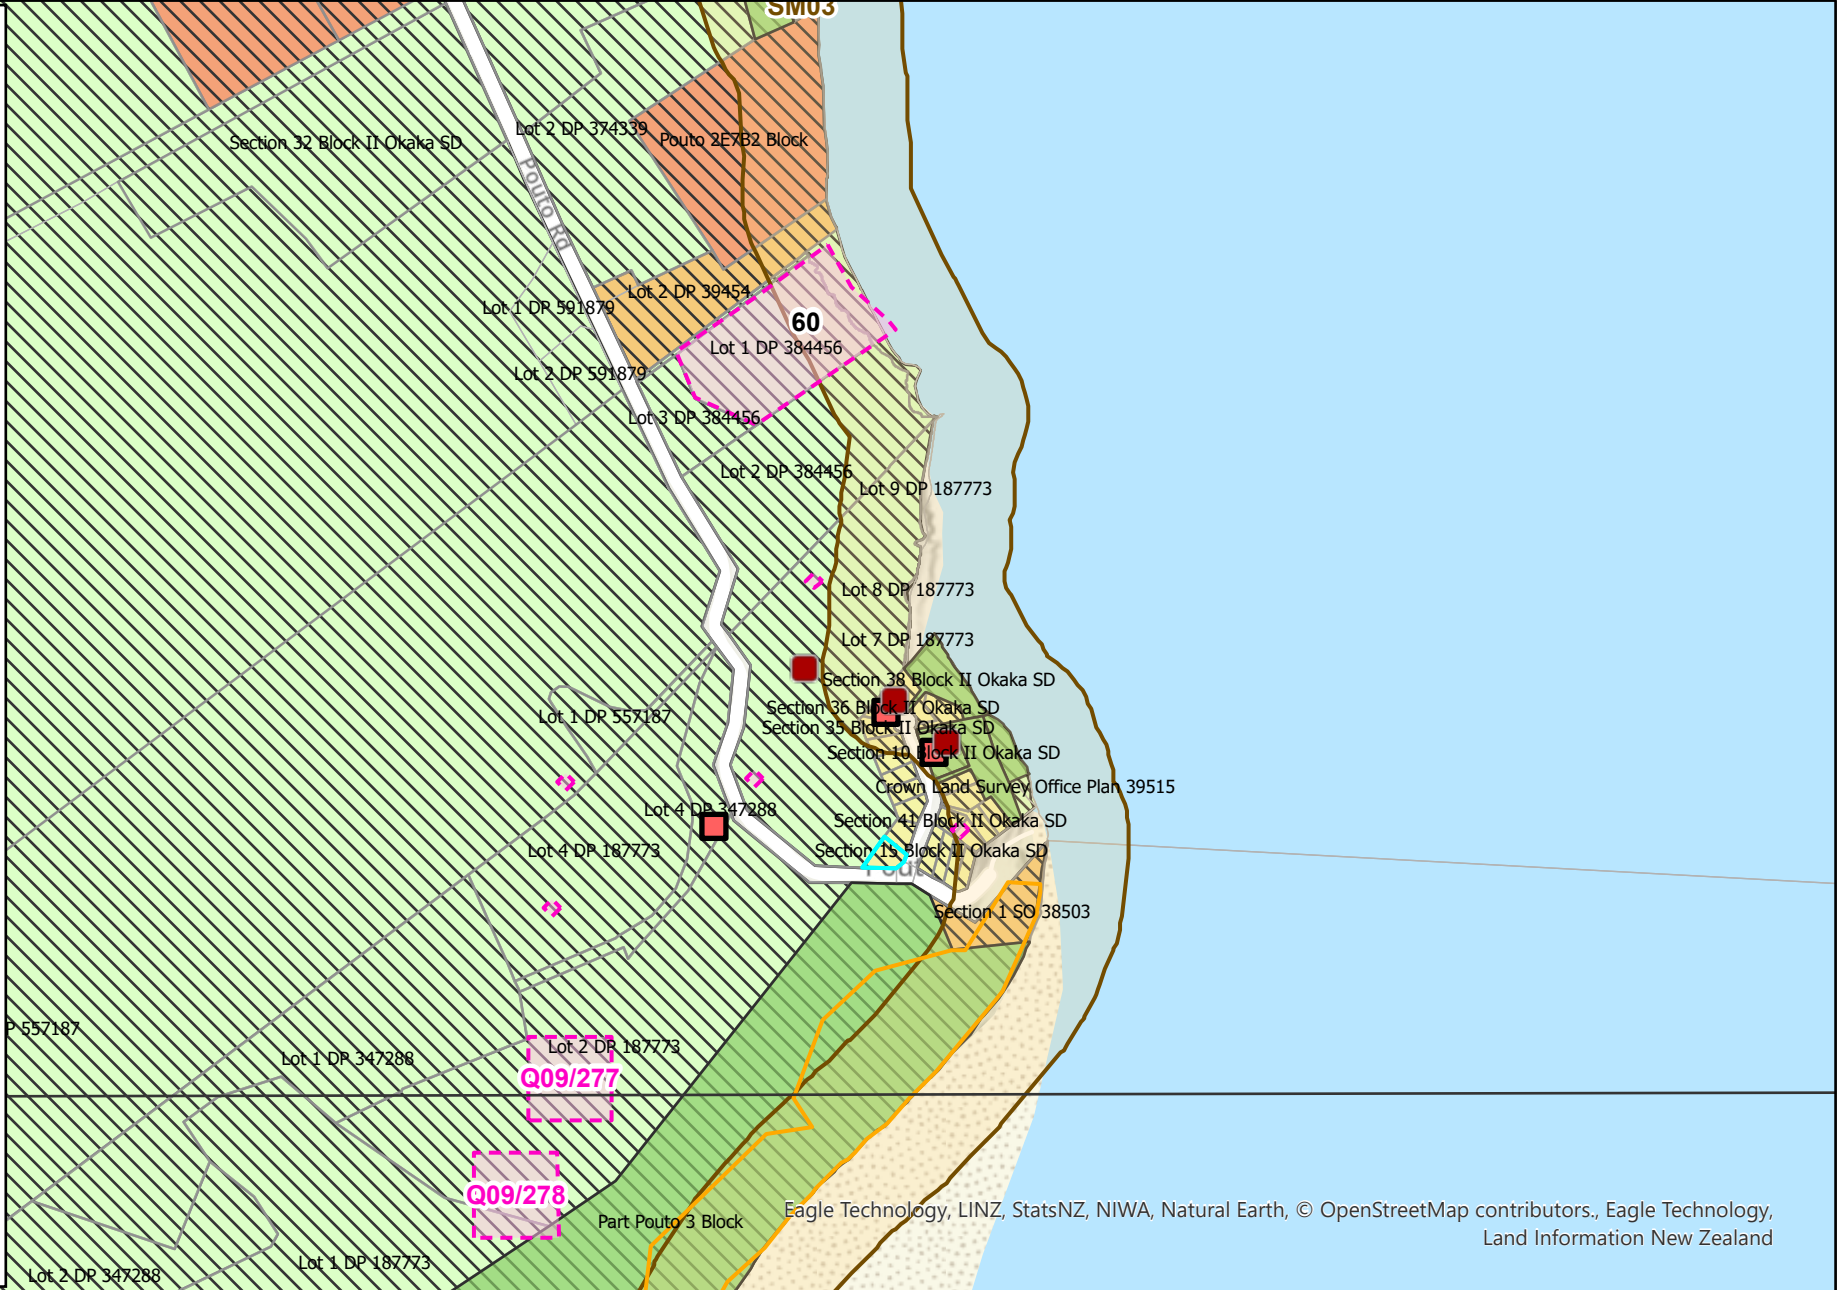 SM03
Lot 2 DP 374339
Section 32 Block II Okaka SD
Pouto 2E7B2 Block
Pouto Rd
Lot 2 DP 39454
Lot 1 DP 591879
60
Lot 1 DP 384456
Lot 2 DP 591879
Lot 3 DP 384456
Lot 2 DP 384456
Lot 9 DP 187773
Lot 8 DP 187773
Lot 7 DP 187773
Section 38 Block II Okaka SD
Section 36 Block II Okaka SD
Lot 1 DP 557187
Section 35 Block II Okaka SD
Section 10 Block II Okaka SD
Crown Land Survey Office Plan 39515
Lot 4 DP 347288
Section 41 Block II Okaka SD
Lot 4 DP 187773
Section 15 Block II Okaka SD
Pout
Section 1 SO 38503
P 557187
Lot 2 DP 187773
Lot 1 DP 347288
Q09/277
Q09/278
Part Pouto 3 Block
Lot 1 DP 187773
Lot 2 DP 347288
Eagle Technology, LINZ, StatsNZ, NIWA, Natural Earth, © OpenStreetMap contributors., Eagle Technology,
Land Information New Zealand